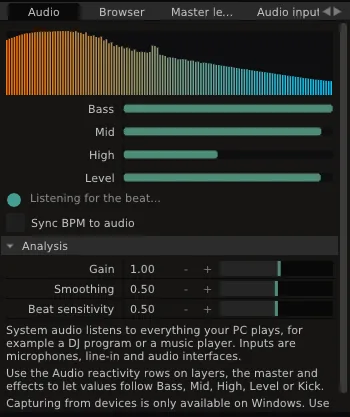 Audio Browser Master le... Audio input
Bass
Mid
High
Level
Listening for the beat...
Sync BPM to audio
Analysis
Gain 1.00 - +
Smoothing 0.50 - +
Beat sensitivity 0.50 - +
System audio listens to everything your PC plays, for
example a DJ program or a music player. Inputs are
microphones, line-in and audio interfaces.
Use the Audio reactivity rows on layers, the master and
effects to let values follow Bass, Mid, High, Level or Kick.
Capturing from devices is only available on Windows. Use